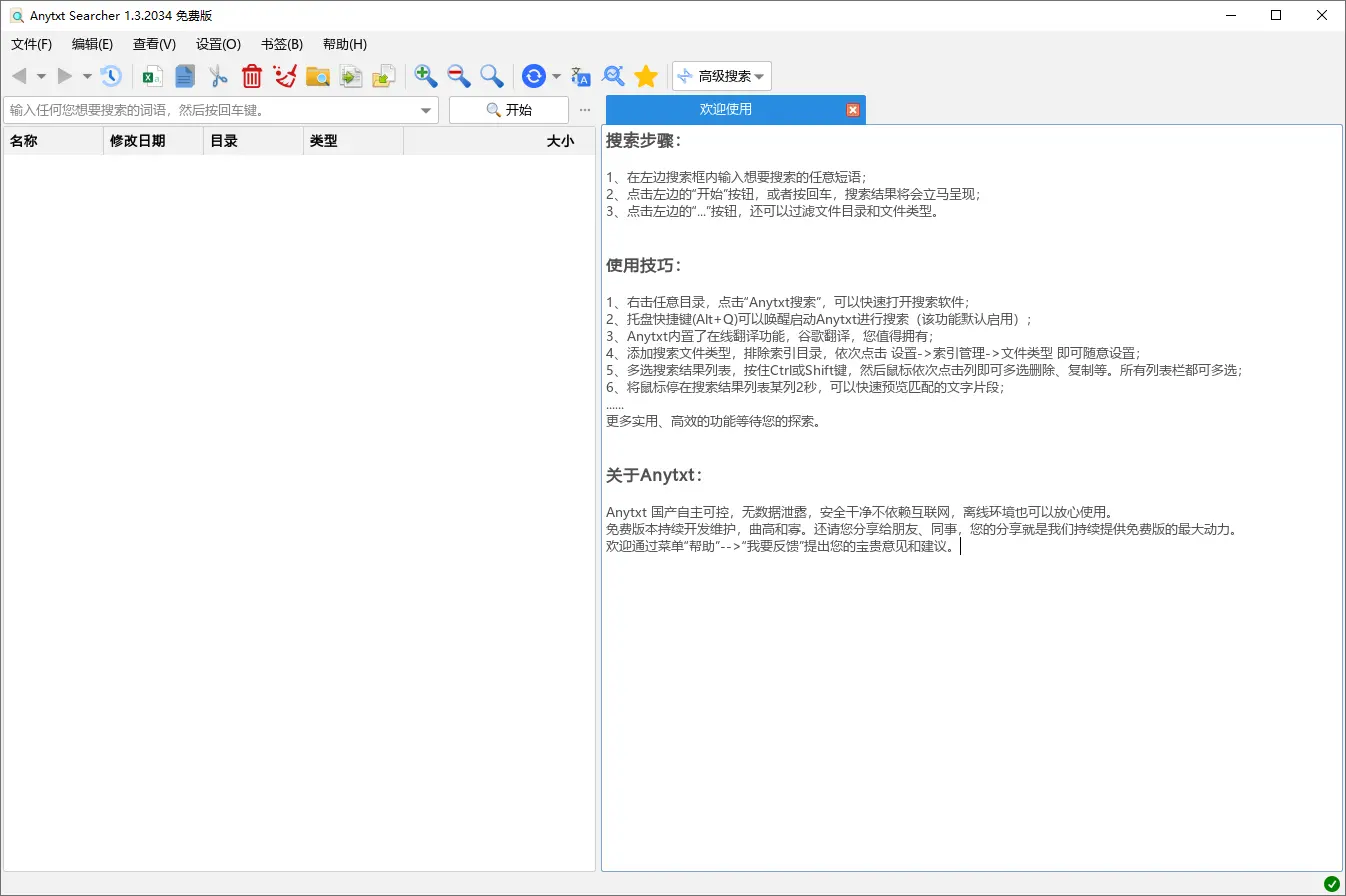 Anytxt Searcher 1.3.2034 免费版
文件(F) 编辑(E) 查看(V) 设置(O) 书签(B) 帮助(H)
高级搜索
输入任何您想要搜索的词语，然后按回车键。 开始 ... 欢迎使用
名称 修改日期 目录 类型 大小
搜索步骤：
1、在左边搜索框内输入想要搜索的任意短语；
2、点击左边的“开始”按钮，或者按回车，搜索结果将会立马呈现；
3、点击左边的“...”按钮，还可以过滤文件目录和文件类型。
使用技巧：
1、右击任意目录，点击“Anytxt搜索”，可以快速打开搜索软件；
2、托盘快捷键(Alt+Q)可以唤醒启动Anytxt进行搜索（该功能默认启用）；
3、Anytxt内置了在线翻译功能，谷歌翻译，您值得拥有；
4、添加搜索文件类型，排除索引目录，依次点击 设置->索引管理->文件类型 即可随意设置；
5、多选搜索结果列表，按住Ctrl或Shift键，然后鼠标依次点击列即可多选删除、复制等。所有列表栏都可多选；
6、将鼠标停在搜索结果列表某列2秒，可以快速预览匹配的文字片段；
......
更多实用、高效的功能等待您的探索。
关于Anytxt：
Anytxt 国产自主可控，无数据泄露，安全干净不依赖互联网，离线环境也可以放心使用。
免费版本持续开发维护，曲高和寡。还请您分享给朋友、同事，您的分享就是我们持续提供免费版的最大动力。
欢迎通过菜单“帮助”-->“我要反馈”提出您的宝贵意见和建议。